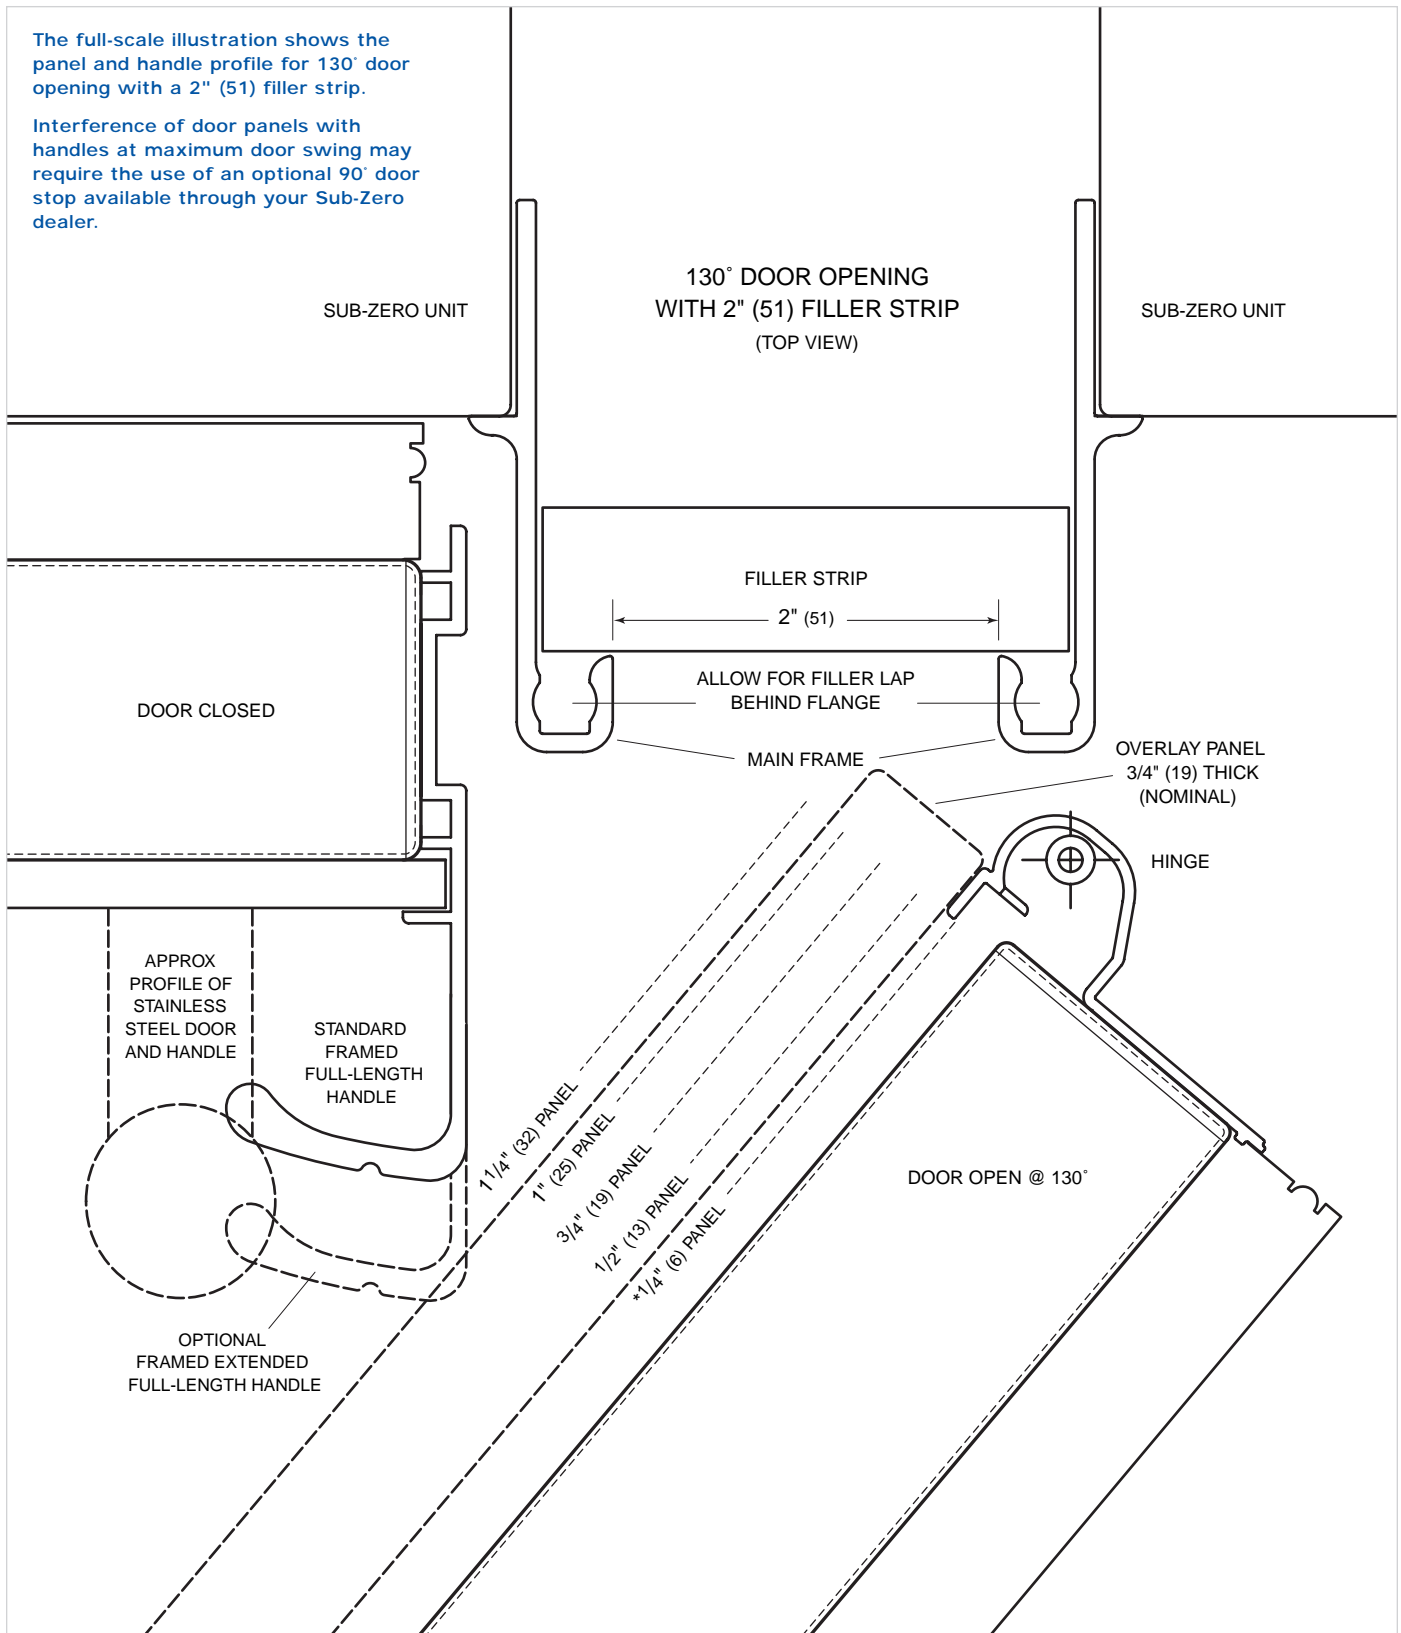 The full-scale illustration shows the
panel and handle profile for 130° door
opening with a 2" (51) filler strip.
Interference of door panels with
handles at maximum door swing may
require the use of an optional 90° door
stop available through your Sub-Zero
dealer.
130° DOOR OPENING
WITH 2" (51) FILLER STRIP
(TOP VIEW)
SUB-ZERO UNIT
SUB-ZERO UNIT
FILLER STRIP
2" (51)
ALLOW FOR FILLER LAP
BEHIND FLANGE
DOOR CLOSED
MAIN FRAME
OVERLAY PANEL
3/4" (19) THICK
(NOMINAL)
HINGE
APPROX
PROFILE OF
STAINLESS
STEEL DOOR
AND HANDLE
STANDARD
FRAMED
FULL-LENGTH
HANDLE
1 1/4" (32) PANEL
1" (25) PANEL
3/4" (19) PANEL
1/2" (13) PANEL
*1/4" (6) PANEL
DOOR OPEN @ 130°
OPTIONAL
FRAMED EXTENDED
FULL-LENGTH HANDLE